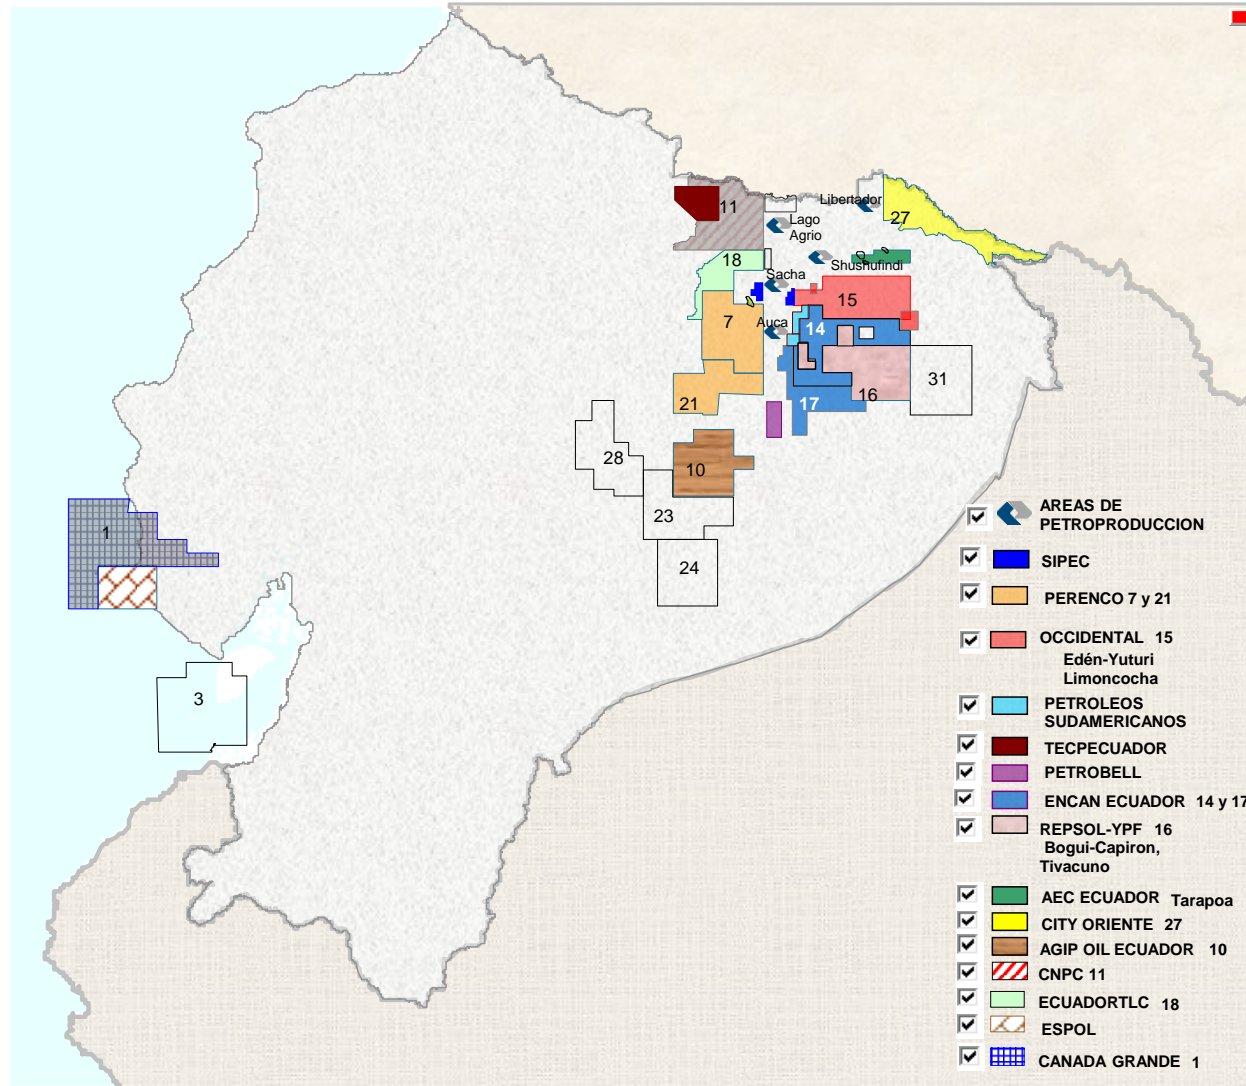 Libertador
11
27
Lago
Agrio
18
Shushufindi
Sacha
15
7
Auca
14
31
16
21
17
28
10
23
1
24
3
AREAS DE
PETROPRODUCCION
SIPEC
PERENCO 7 y 21
OCCIDENTAL 15
Edén-Yuturi
Limoncocha
PETROLEOS
SUDAMERICANOS
TECPECUADOR
PETROBELL
ENCAN ECUADOR 14 y 17
REPSOL-YPF 16
Bogui-Capiron,
Tivacuno
AEC ECUADOR Tarapoa
CITY ORIENTE 27
AGIP OIL ECUADOR 10
CNPC 11
ECUADORTLC 18
ESPOL
CANADA GRANDE 1